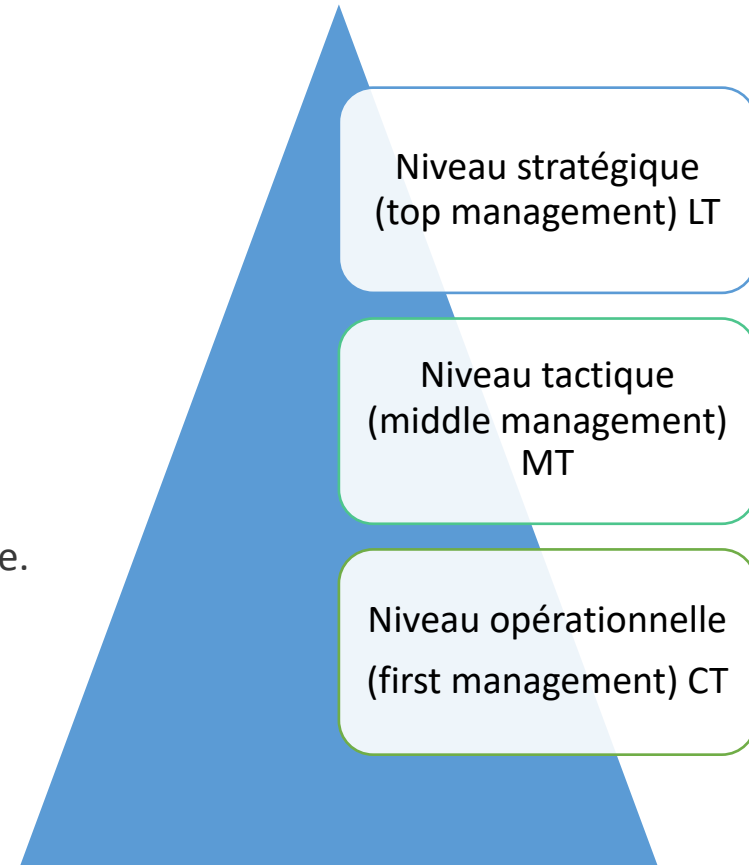 Niveau stratégique
(top management) LT
Niveau tactique
(middle management)
MT
e.
Niveau opérationnelle
(first management) CT